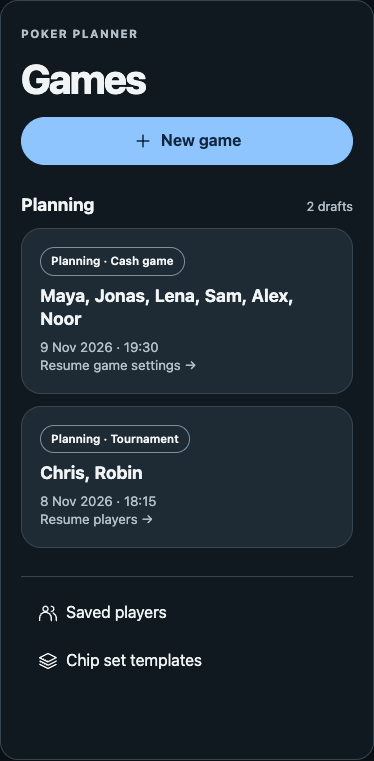 POKER PLANNER
Games
+ New game
Planning
2 drafts
Planning · Cash game
Maya, Jonas, Lena, Sam, Alex,
Noor
9 Nov 2026 · 19:30
Resume game settings →
Planning · Tournament
Chris, Robin
8 Nov 2026 · 18:15
Resume players →
Saved players
Chip set templates